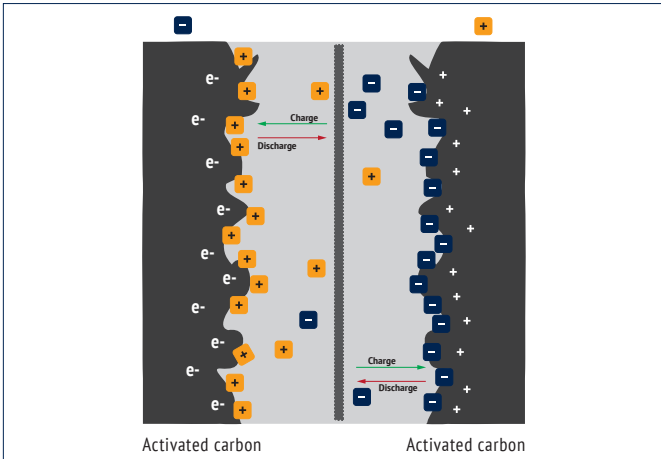 −
+
Charge
Discharge
e-
e-
e-
e-
e-
e-
e-
e-
e-
e-
e-
Charge
Discharge
Activated carbon
Activated carbon